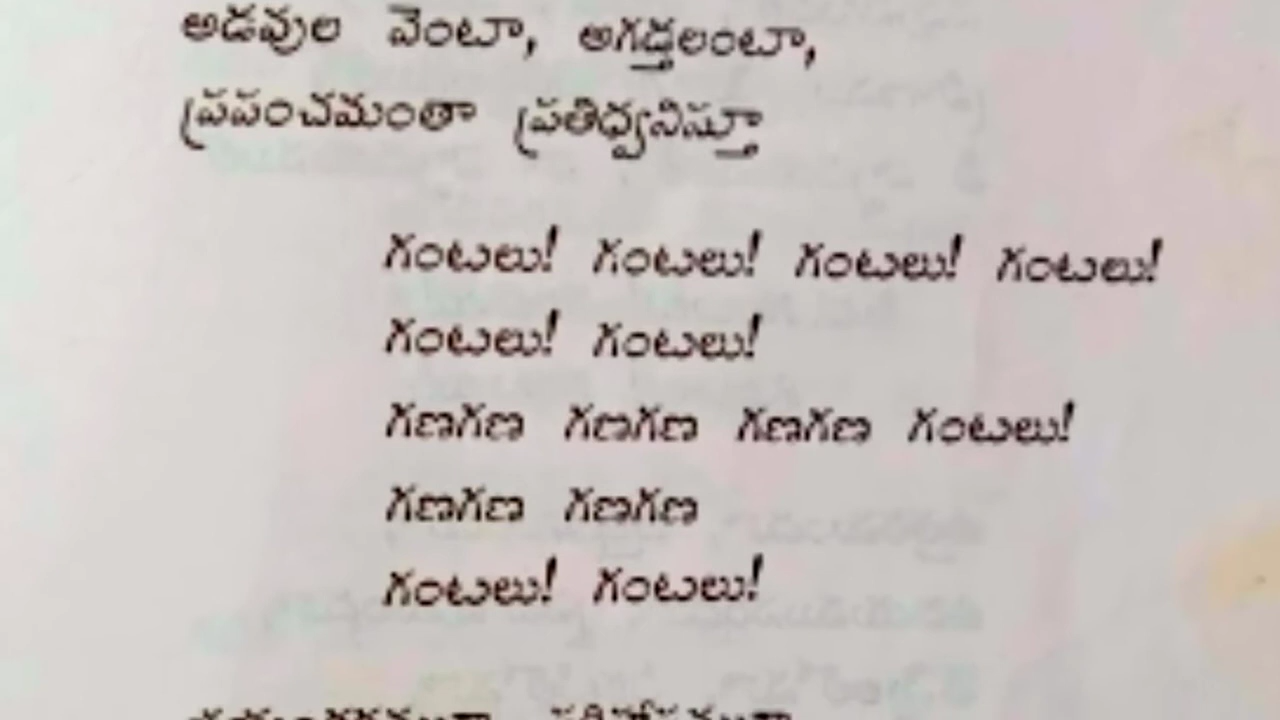 అడవుల వెంటా, అగడ్తలంటా,
ప్రపంచమంతా ప్రతిధ్వనిస్తూ
గంటలు! గంటలు! గంటలు! గంటలు!
గంటలు! గంటలు!
గణగణ గణగణ గణగణ గంటలు!
గణగణ గణగణ
గంటలు! గంటలు!